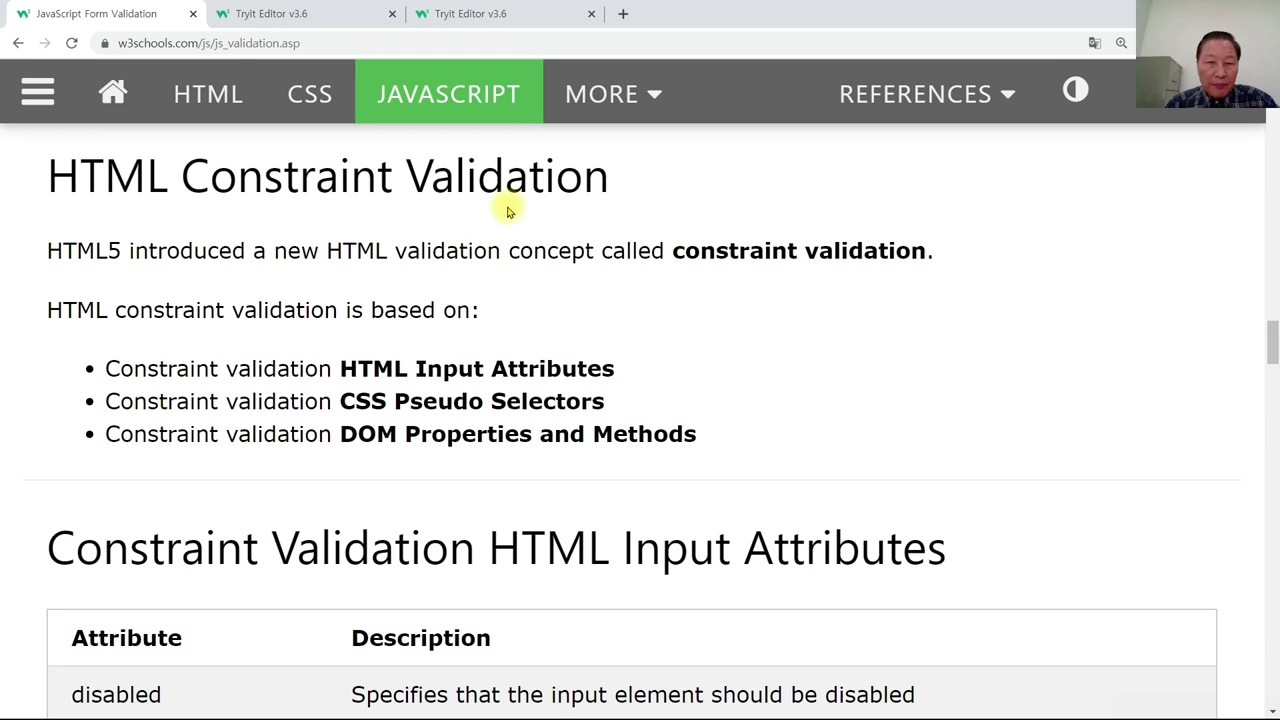 JavaScript Form Validation
Tryit Editor v3.6
Tryit Editor v3.6
w3schools.com/js/js_validation.asp
HTML CSS JAVASCRIPT MORE REFERENCES
HTML Constraint Validation
HTML5 introduced a new HTML validation concept called constraint validation.
HTML constraint validation is based on:
• Constraint validation HTML Input Attributes
• Constraint validation CSS Pseudo Selectors
• Constraint validation DOM Properties and Methods
Constraint Validation HTML Input Attributes
Attribute Description
disabled Specifies that the input element should be disabled